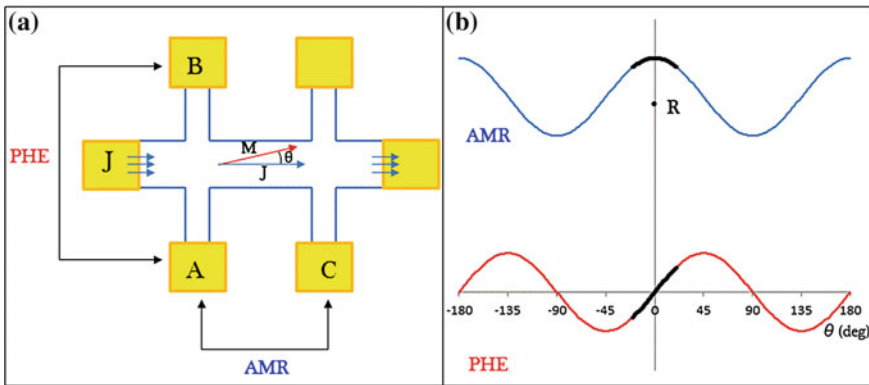 (a)
B
PHE
J
M
θ
J
A
C
AMR
(b)
R
AMR
-180 -135 -90 -45 0 45 90 135 180
θ (deg)
PHE